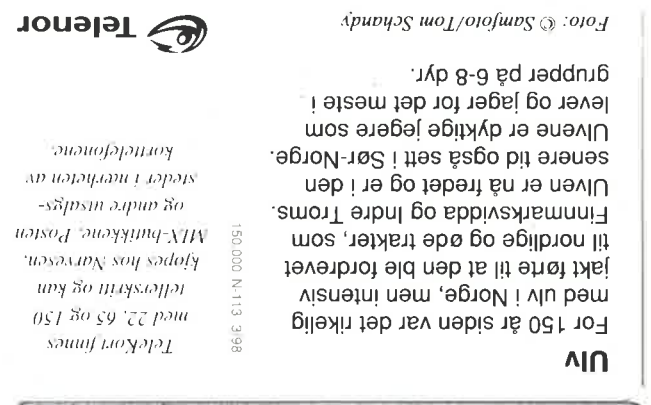 Ulv
For 150 år siden var det rikelig
med ulv i Norge, men intensiv
jakt førte til at den ble fordrevet
til nordlige og øde trakter, som
Finnmarksvidda og Indre Troms.
Ulven er nå fredet og er i den
senere tid også sett i Sør-Norge.
Ulvene er dyktige jegere som
lever og jager for det meste i
grupper på 6-8 dyr.
Foto: © Samfoto/Tom Schandy
150.000 N-113 3/98
TeleKort finnes
med 22, 65 og 150
tellerskritt og kan
kjøpes hos Narvesen,
MIX-butikkene, Posten
og andre utsalgs-
steder i nærheten av
korttelefonene.
Telenor